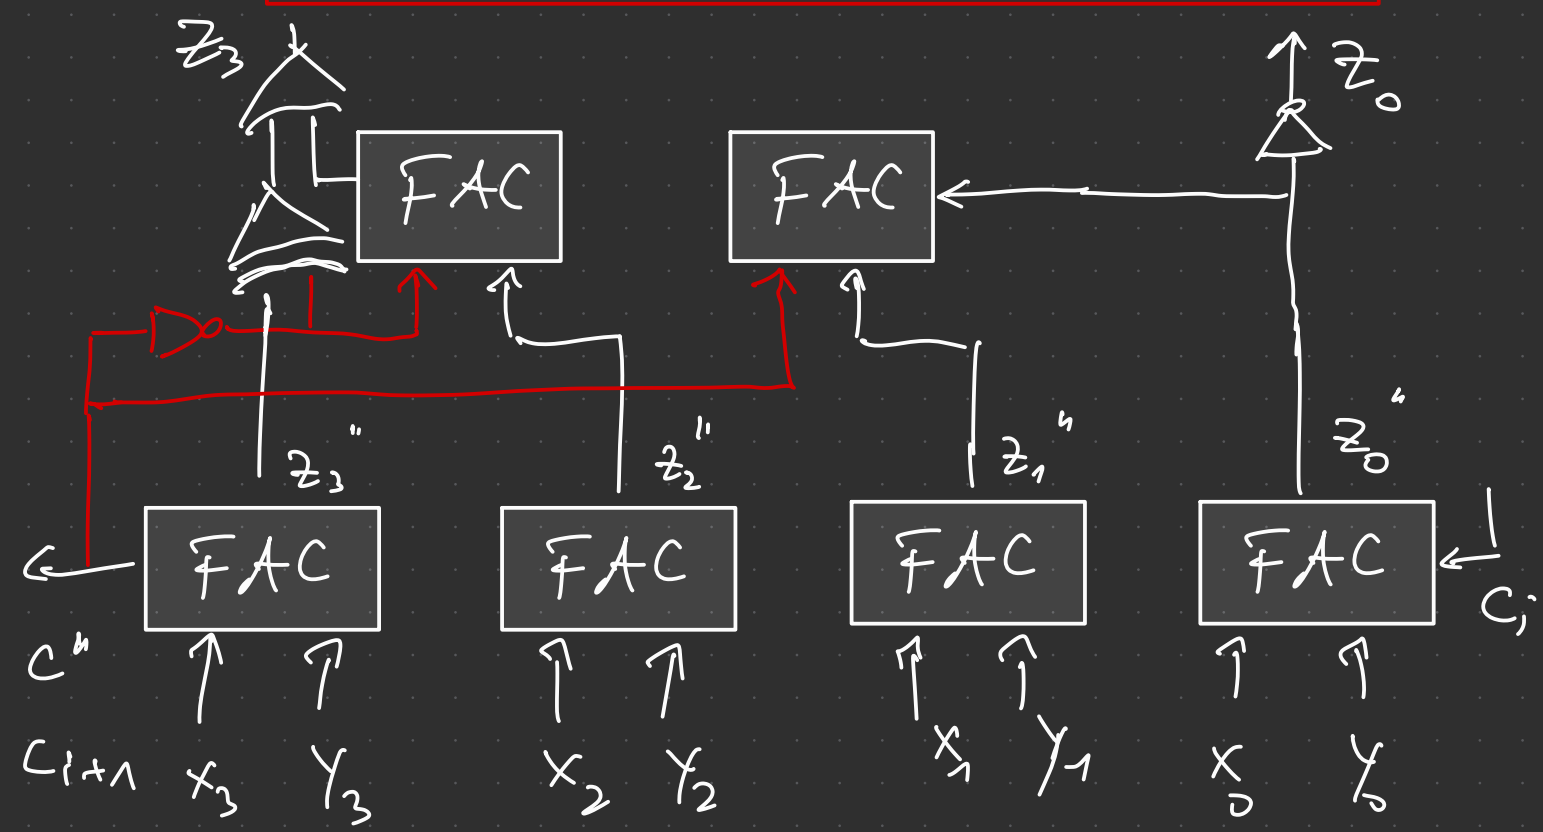 Z3
Z0
FAC
FAC
Z3"
Z2"
Z1"
Z0"
FAC
FAC
FAC
FAC
C"
Ci
Ci+1
X3
Y3
X2
Y2
X1
Y1
X0
Y0